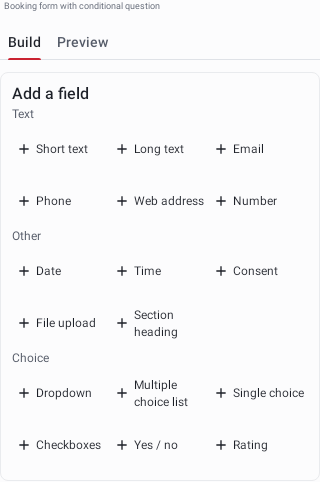 Booking form with conditional question
Build Preview
Add a field
Text
Short text Long text Email
Phone Web address Number
Other
Date Time Consent
File upload Section heading
Choice
Dropdown Multiple choice list Single choice
Checkboxes Yes / no Rating